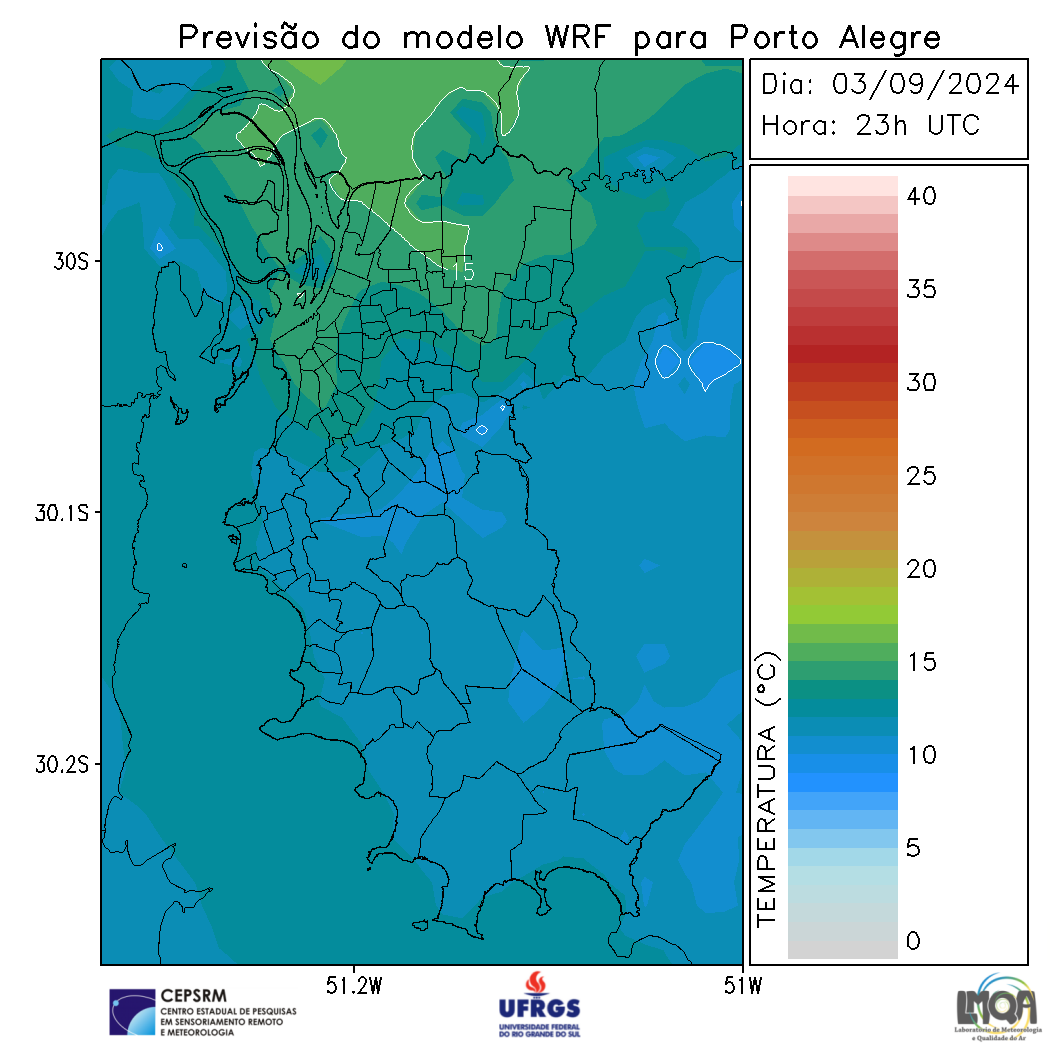 Previsão do modelo WRF para Porto Alegre
Dia: 03/09/2024
Hora: 23h UTC
40
35
30
25
20
15
10
5
0
TEMPERATURA (°C)
30S
30.1S
30.2S
15
51.2W
51W
CEPSRM
CENTRO ESTADUAL DE PESQUISAS
EM SENSORIAMENTO REMOTO
E METEOROLOGIA
UFRGS
UNIVERSIDADE FEDERAL
DO RIO GRANDE DO SUL
LMQA
Laboratório de Meteorologia
e Qualidade do Ar